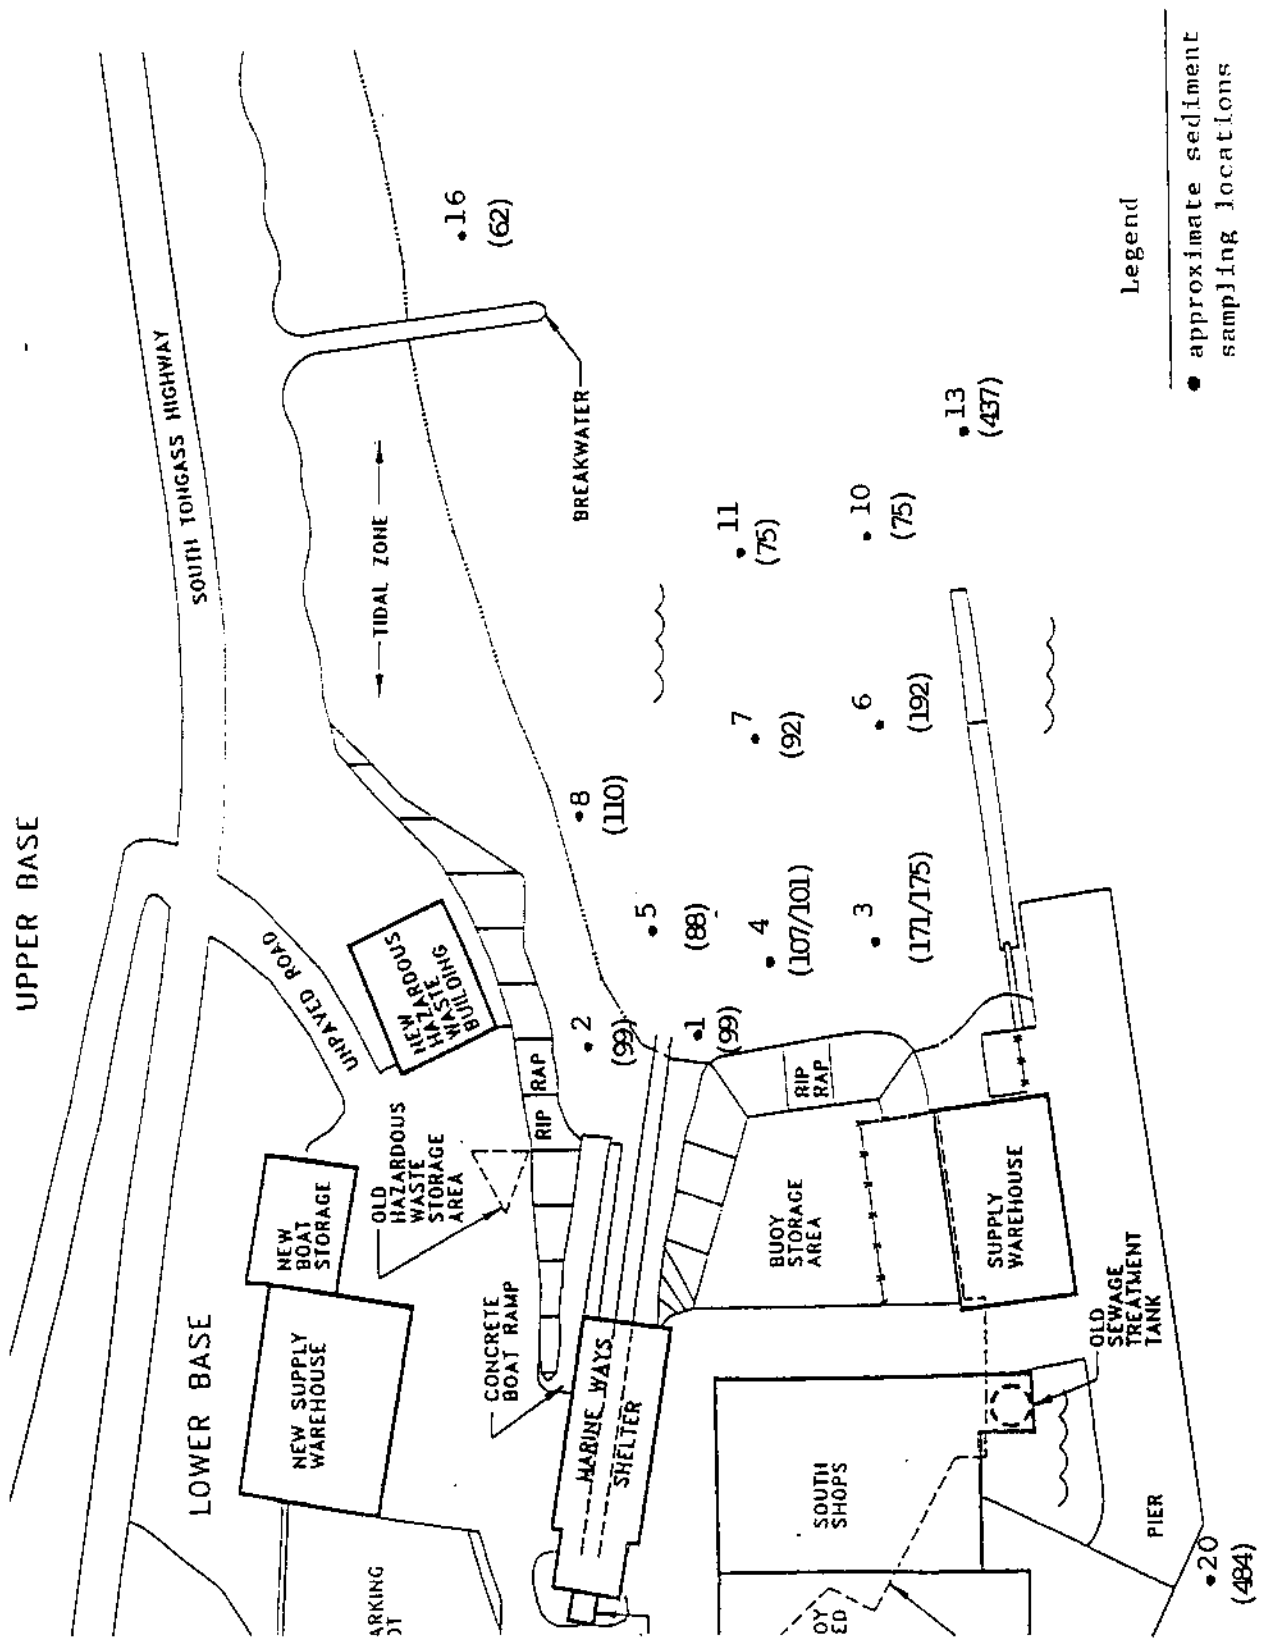 UPPER BASE
SOUTH TONGASS HIGHWAY
LOWER BASE
UNPAVED ROAD
NEW SUPPLY
WAREHOUSE
NEW
BOAT
STORAGE
NEW
HAZARDOUS
WASTE
BUILDING
OLD
HAZARDOUS
WASTE
STORAGE
AREA
TIDAL ZONE
16
(62)
CONCRETE
BOAT RAMP
RIP RAP
MARINE WAYS
SHELTER
2
(99)
8
(110)
BREAKWATER
5
(88)
1
(99)
4
(107/101)
7
(92)
11
(75)
BUOY
STORAGE
AREA
RIP
RAP
3
(171/175)
6
(192)
10
(75)
13
(437)
SOUTH
SHOPS
SUPPLY
WAREHOUSE
OLD
SEWAGE
TREATMENT
TANK
PIER
20
(484)
Legend
approximate sediment
sampling locations